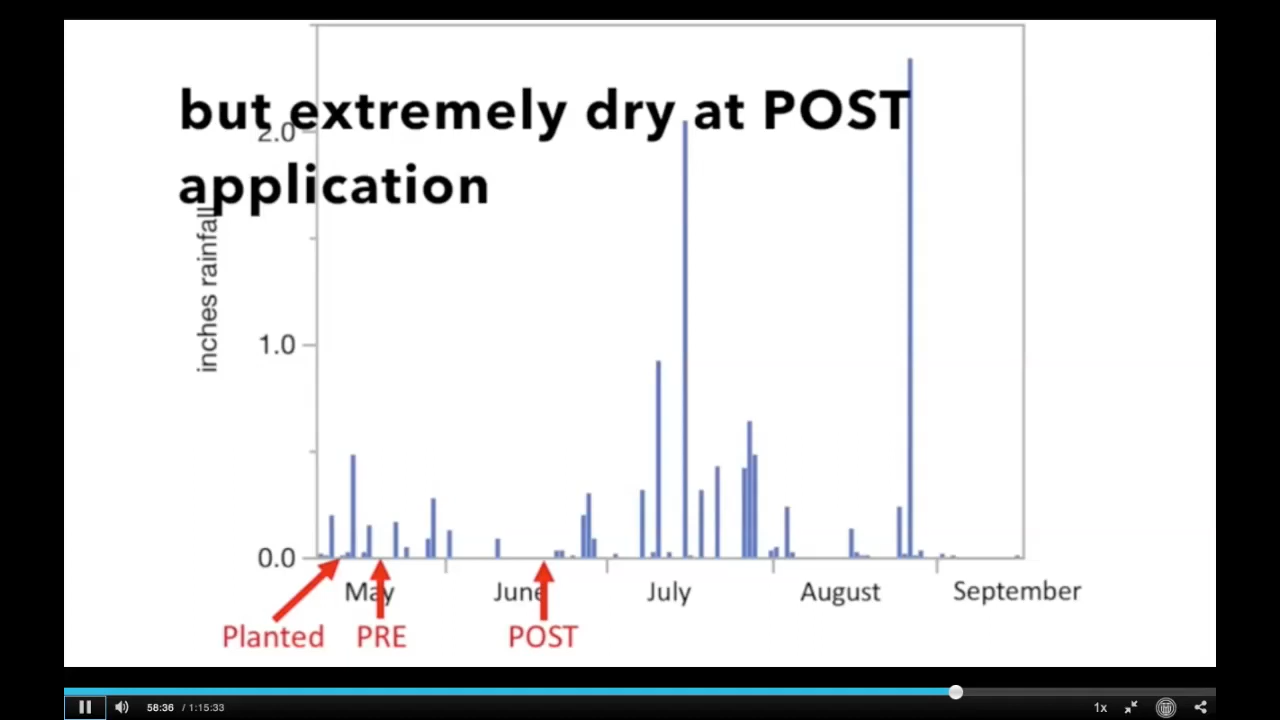 but extremely dry at POST
application
2.0
inches rainfall
1.0
0.0
May June July August September
Planted PRE POST
58:36 / 1:15:33 1x